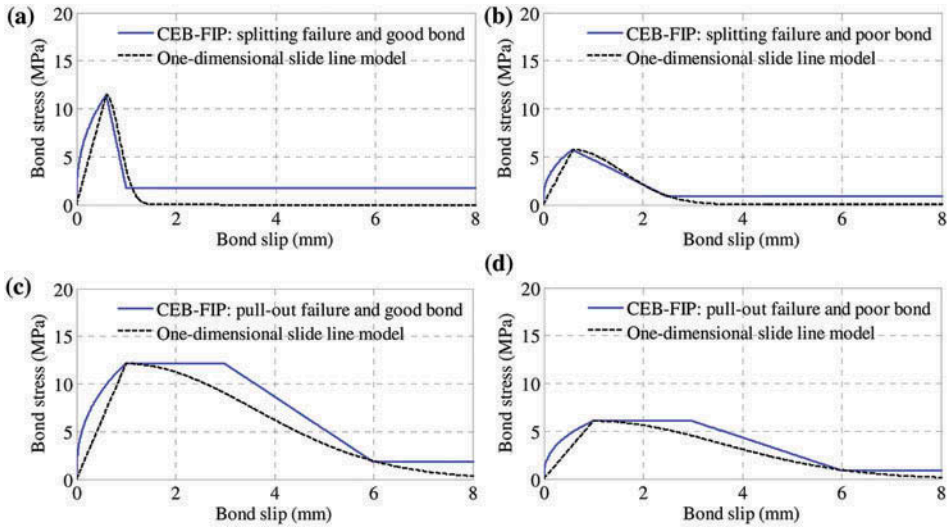 (a)
20
CEB-FIP: splitting failure and good bond
One-dimensional slide line model
15
10
5
0
0 2 4 6 8
Bond stress (MPa)
Bond slip (mm)
(b)
20
CEB-FIP: splitting failure and poor bond
One-dimensional slide line model
15
10
5
0
0 2 4 6 8
Bond stress (MPa)
Bond slip (mm)
(c)
20
CEB-FIP: pull-out failure and good bond
One-dimensional slide line model
15
10
5
0
0 2 4 6 8
Bond stress (MPa)
Bond slip (mm)
(d)
20
CEB-FIP: pull-out failure and poor bond
One-dimensional slide line model
15
10
5
0
0 2 4 6 8
Bond stress (MPa)
Bond slip (mm)